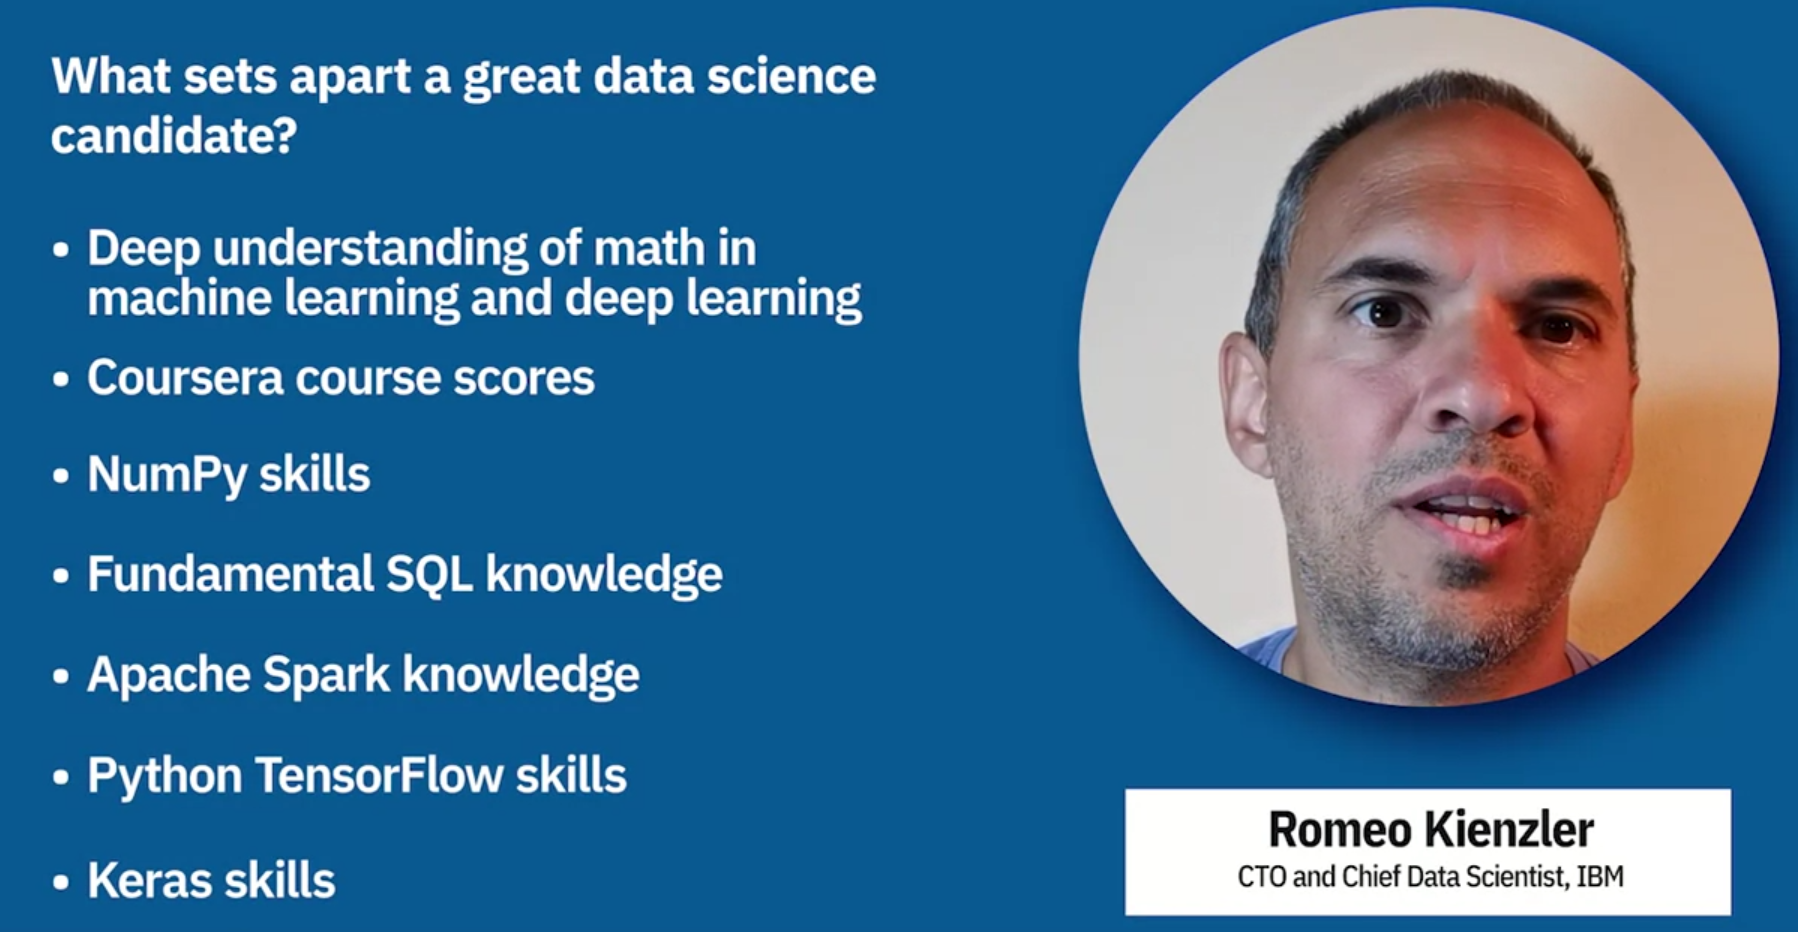 What sets apart a great data science
candidate?
• Deep understanding of math in
machine learning and deep learning
• Coursera course scores
• NumPy skills
• Fundamental SQL knowledge
• Apache Spark knowledge
• Python TensorFlow skills
• Keras skills
Romeo Kienzler
CTO and Chief Data Scientist, IBM